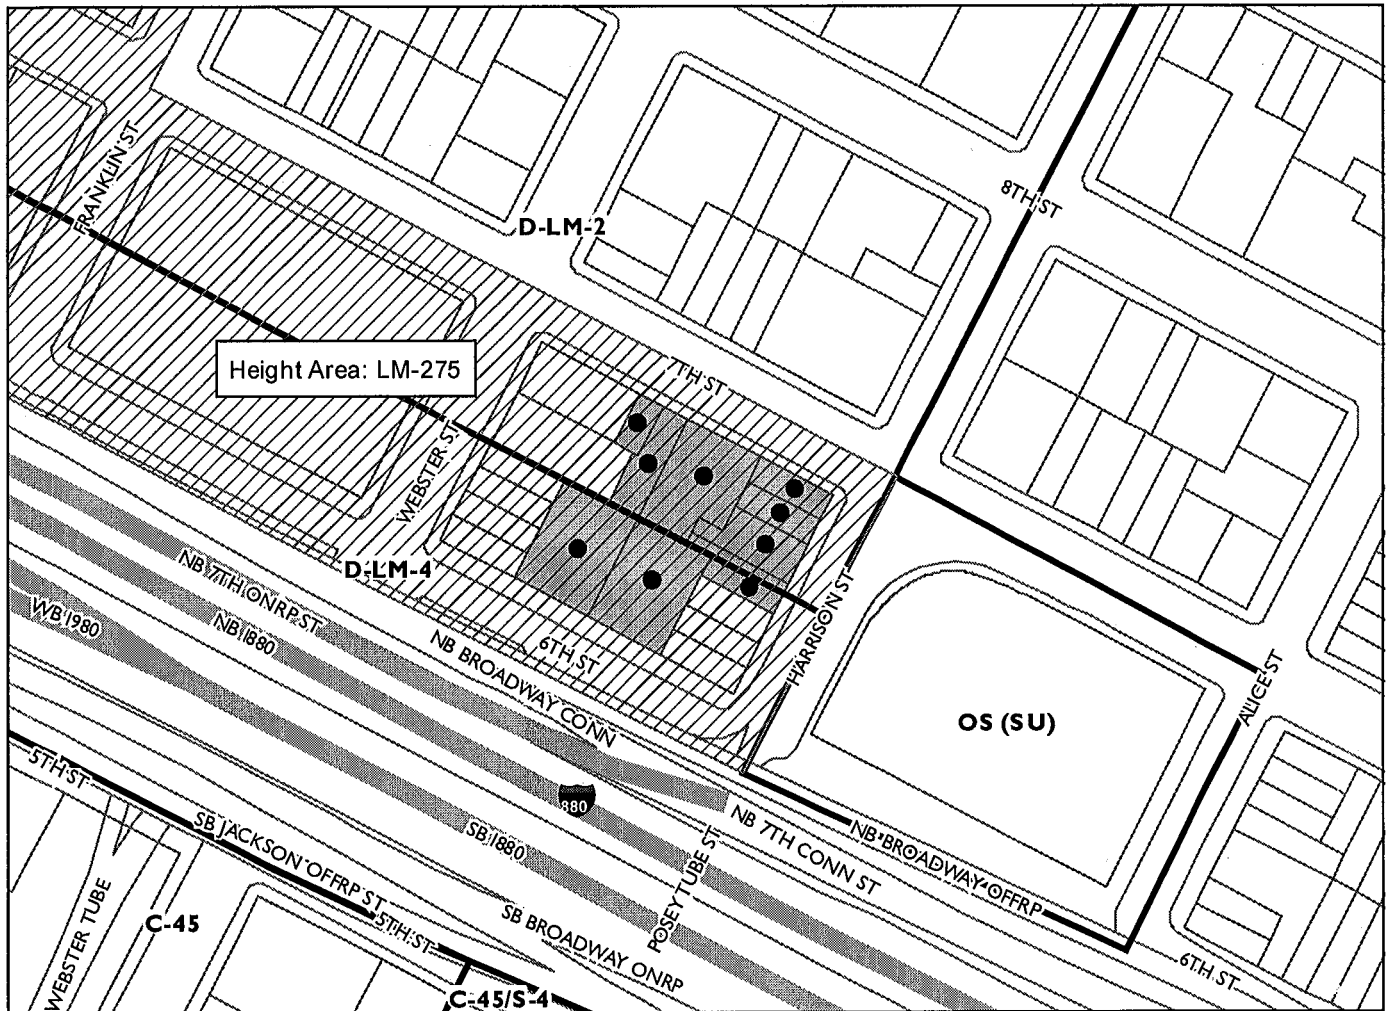 FRANKLIN ST
8TH ST
D-LM-2
Height Area: LM-275
7TH ST
WEBSTER ST
D-LM-4
NB 7TH ONRP ST
NB I880
WB I980
NB BROADWAY CONN
6TH ST
HARRISON ST
OS (SU)
ALICE ST
5TH ST
880
SB JACKSON OFFRP ST
SB I880
NB 7TH CONN ST
NB BROADWAY OFFRP
POSEY TUBE ST
WEBSTER TUBE
C-45
5TH ST
SB BROADWAY ONRP
6TH ST
C-45/S-4